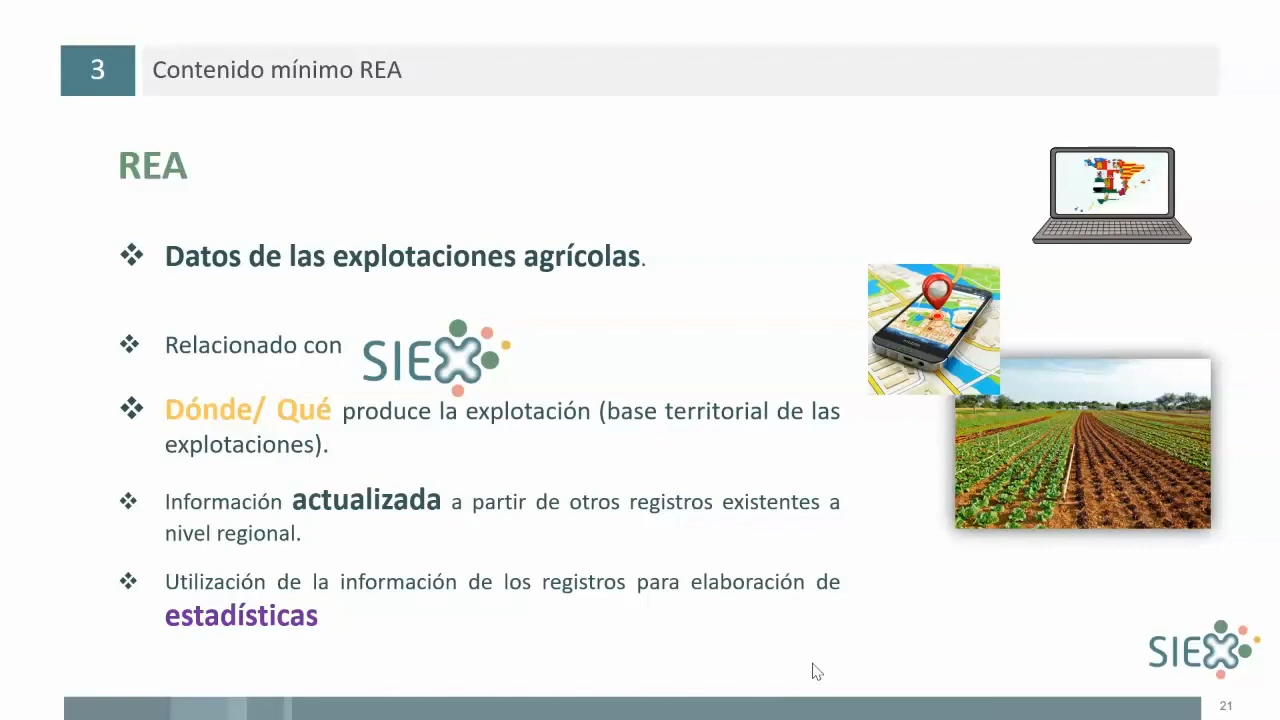 3
Contenido mínimo REA
REA
Datos de las explotaciones agrícolas.
Relacionado con SIEX
Dónde/ Qué produce la explotación (base territorial de las
explotaciones).
Información actualizada a partir de otros registros existentes a
nivel regional.
Utilización de la información de los registros para elaboración de
estadísticas
SIEX
21